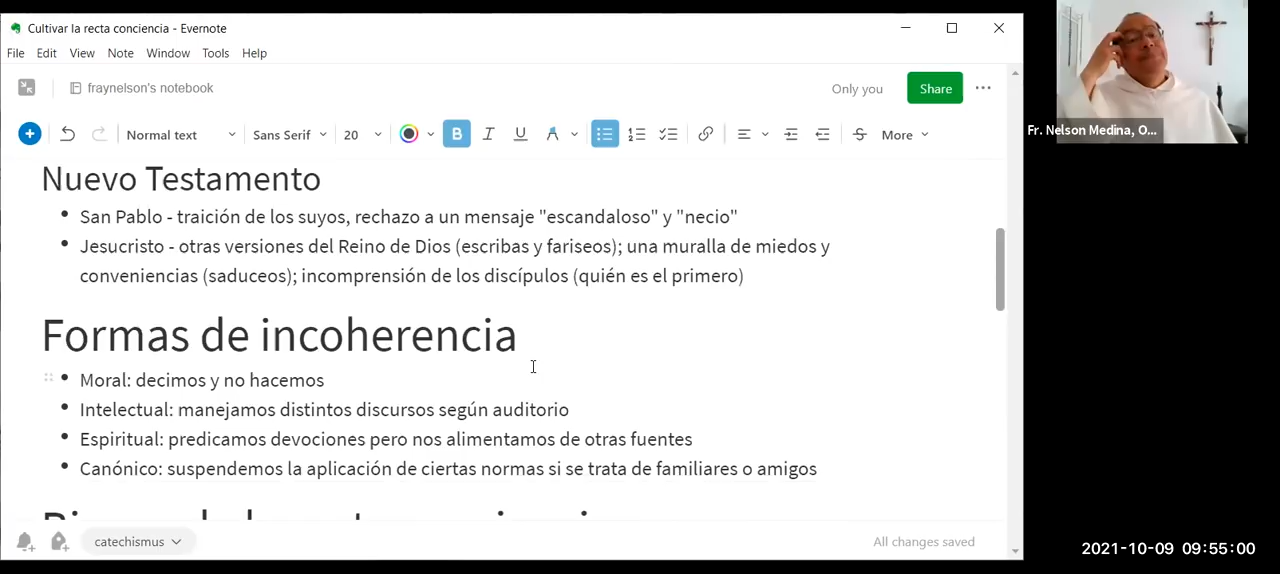 Cultivar la recta conciencia - Evernote
File Edit View Note Window Tools Help
fraynelson's notebook Only you Share
Normal text Sans Serif 20 B I U More
Nuevo Testamento
San Pablo - traición de los suyos, rechazo a un mensaje "escandaloso" y "necio"
Jesucristo - otras versiones del Reino de Dios (escribas y fariseos); una muralla de miedos y
conveniencias (saduceos); incomprensión de los discípulos (quién es el primero)
Formas de incoherencia
Moral: decimos y no hacemos
Intelectual: manejamos distintos discursos según auditorio
Espiritual: predicamos devociones pero nos alimentamos de otras fuentes
Canónico: suspendemos la aplicación de ciertas normas si se trata de familiares o amigos
catechismus All changes saved
Fr. Nelson Medina, O...
2021-10-09 09:55:00